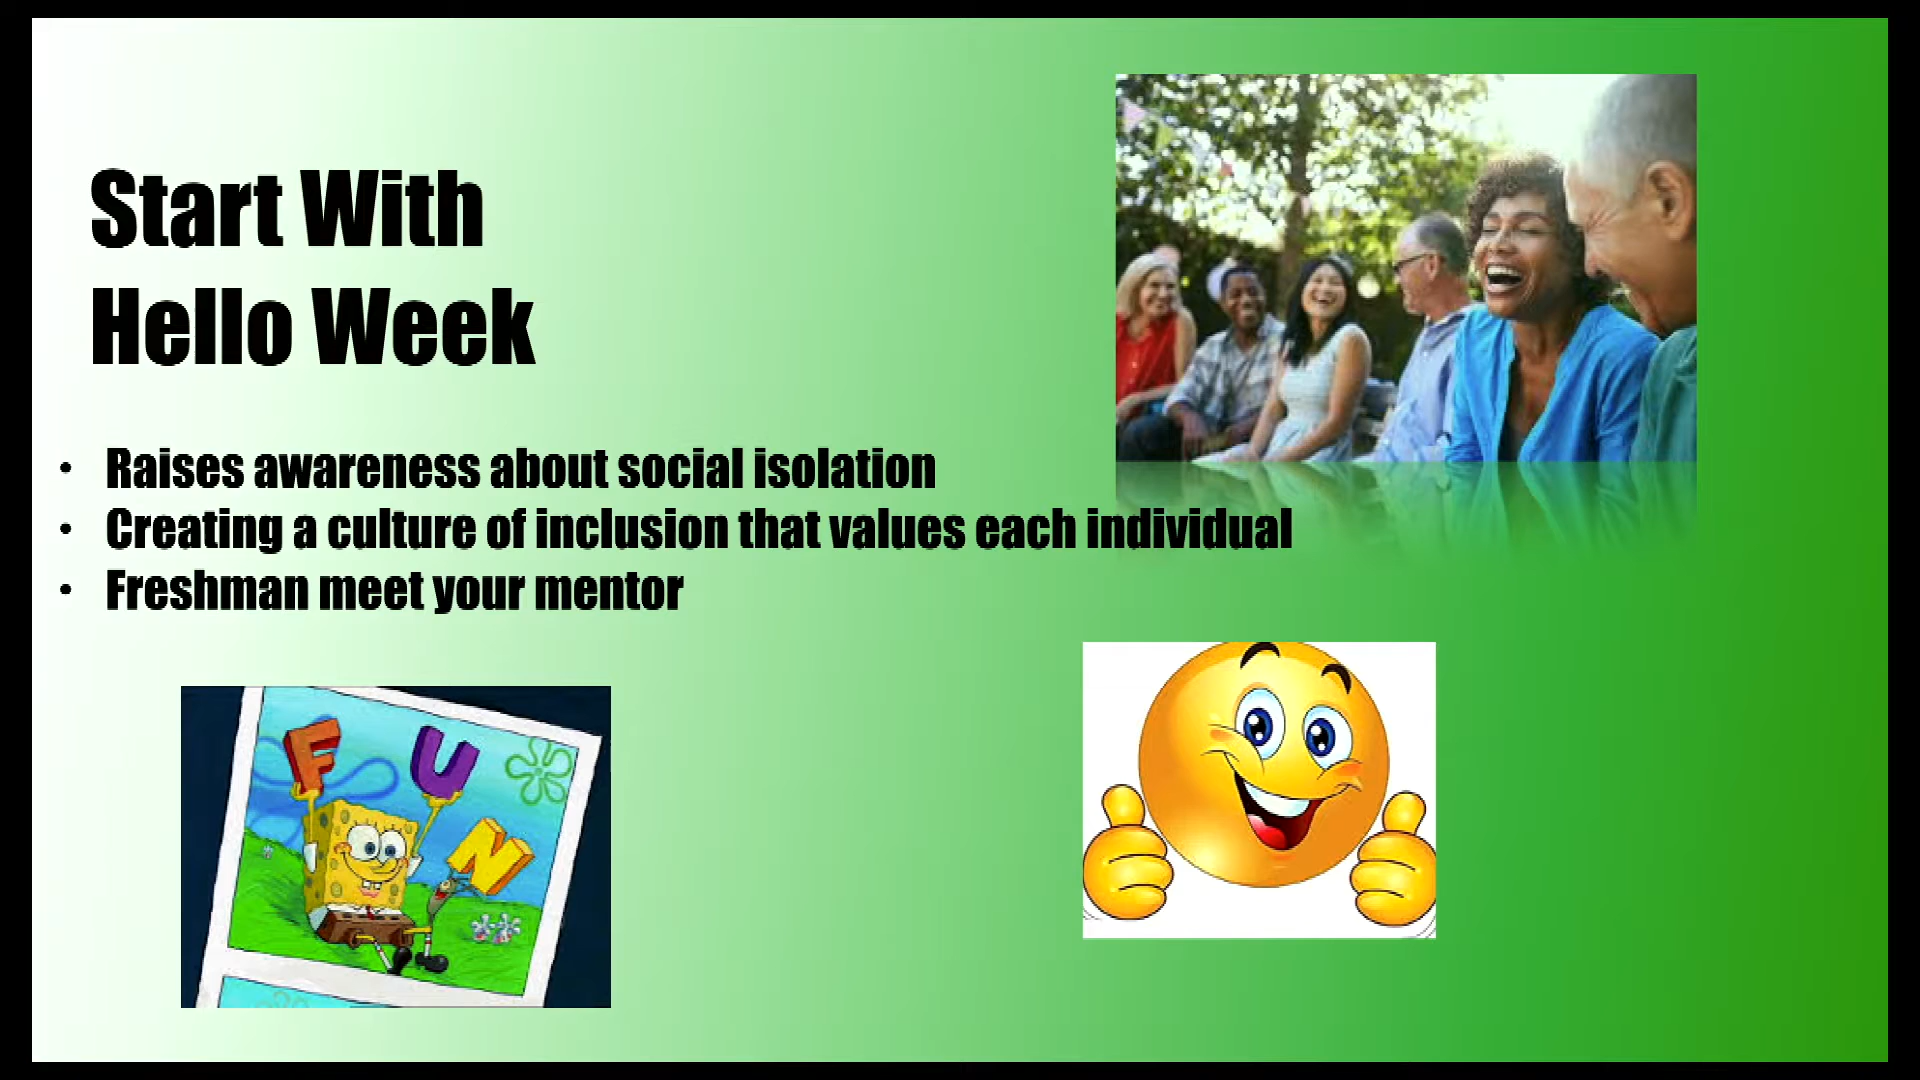 Start With
Hello Week
• Raises awareness about social isolation
• Creating a culture of inclusion that values each individual
• Freshman meet your mentor
F U
N